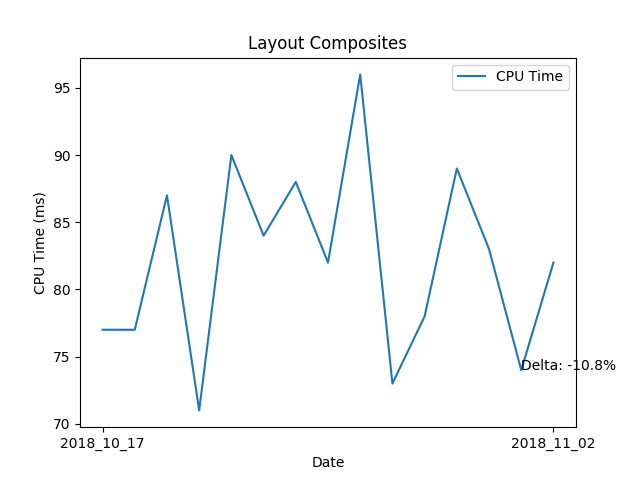 Layout Composites
CPU Time
CPU Time (ms)
95
90
85
80
75
70
Delta: -10.8%
2018_10_17
2018_11_02
Date